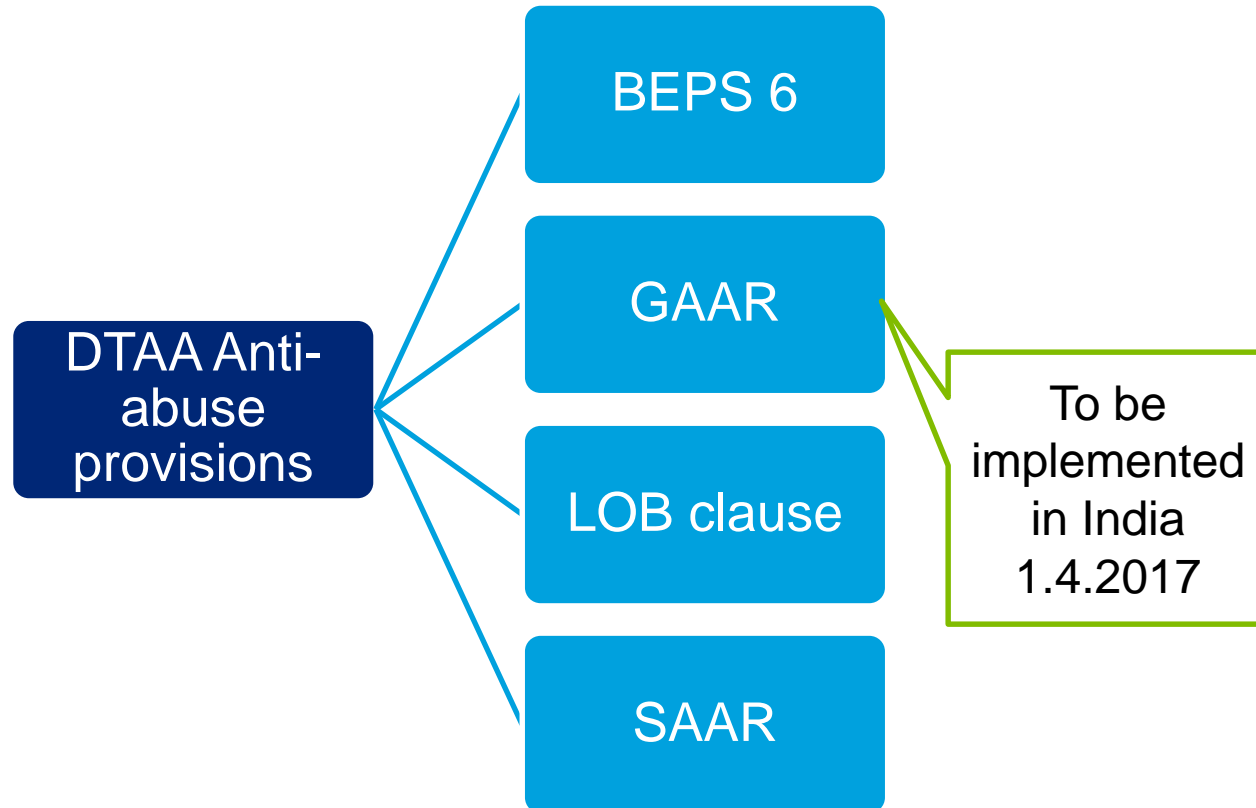 BEPS 6
GAAR
DTAA Anti-
abuse
provisions
To be
implemented
in India
1.4.2017
LOB clause
SAAR